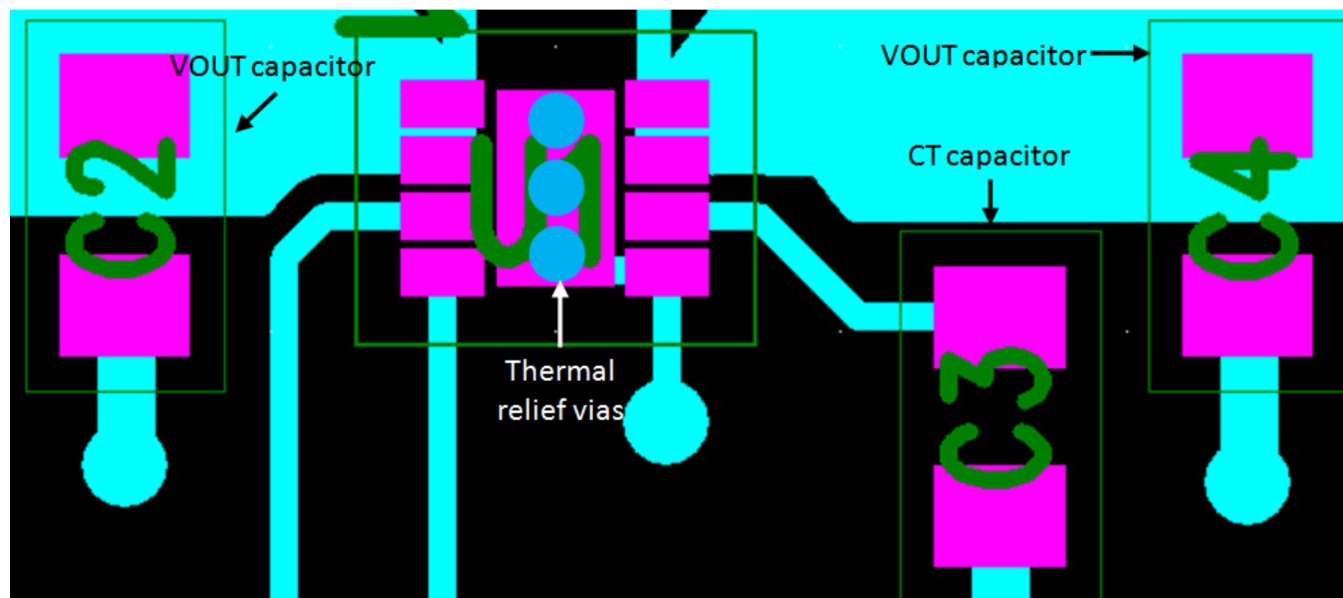 VOUT capacitor
VOUT capacitor
CT capacitor
C2
U1
C4
Thermal
relief vias
C3